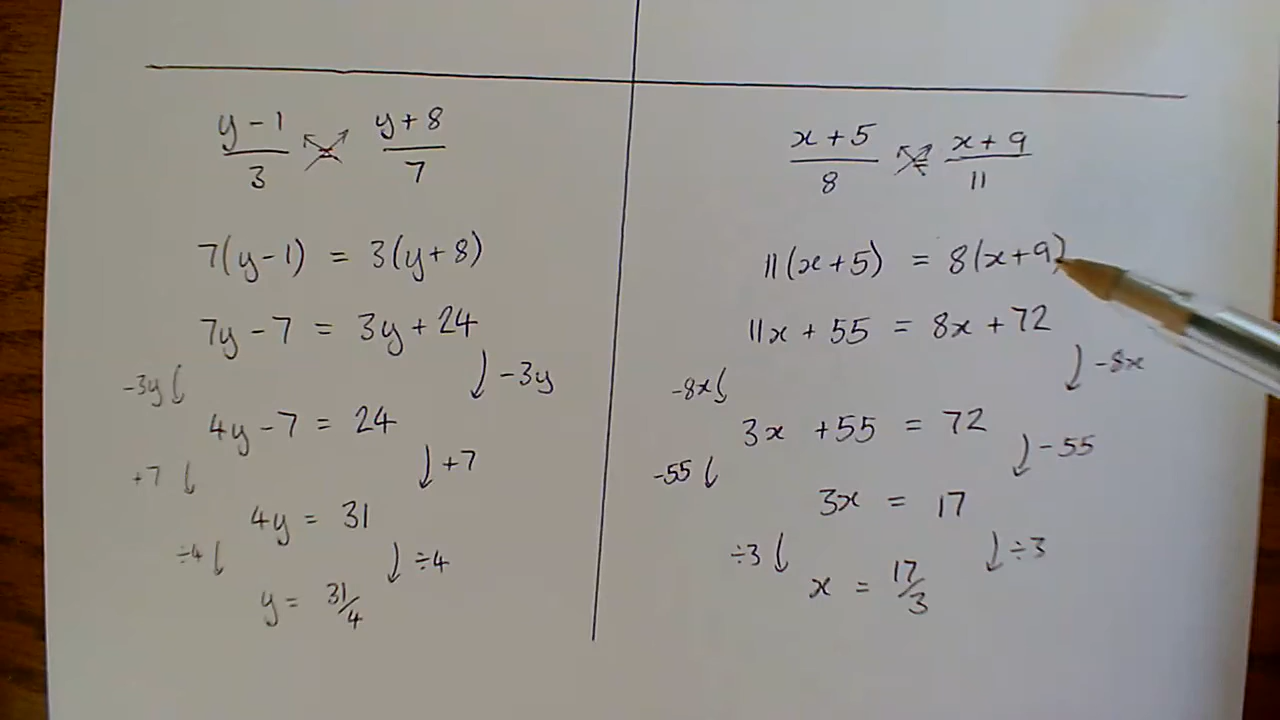 y - 1 / 3 = y + 8 / 7
7(y - 1) = 3(y + 8)
7y - 7 = 3y + 24
-3y ↓ ↓ -3y
4y - 7 = 24
+7 ↓ ↓ +7
4y = 31
÷4 ↓ ↓ ÷4
y = 31/4
x + 5 / 8 = x + 9 / 11
11(x + 5) = 8(x + 9)
11x + 55 = 8x + 72
-8x ↓ ↓ -8x
3x + 55 = 72
-55 ↓ ↓ -55
3x = 17
÷3 ↓ ↓ ÷3
x = 17/3